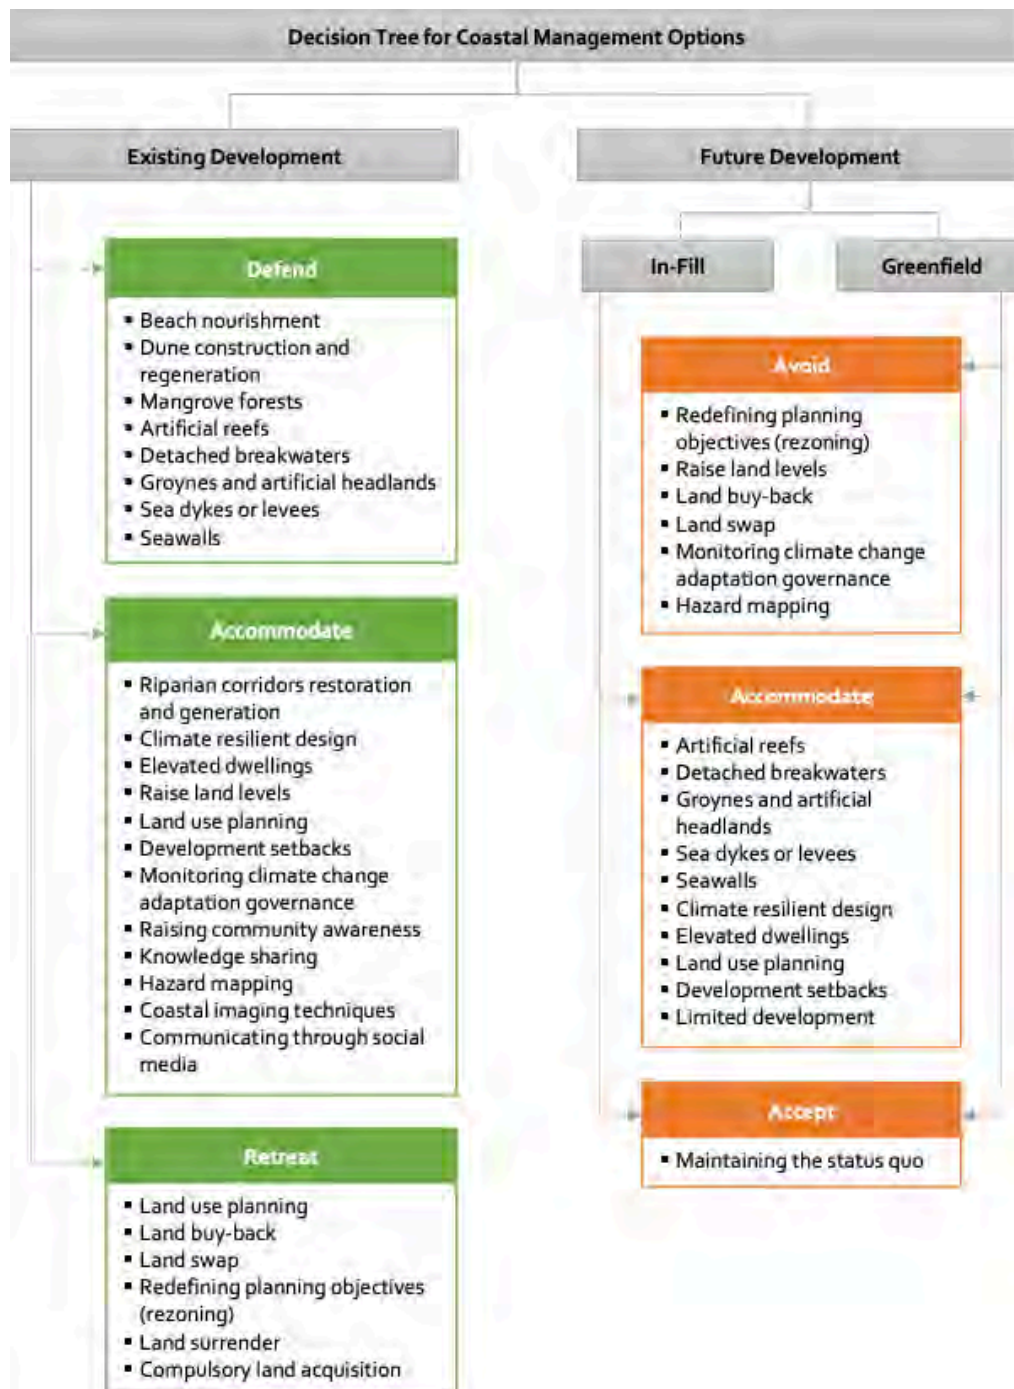 Decision Tree for Coastal Management Options
Existing Development
Defend
▪ Beach nourishment
▪ Dune construction and
regeneration
▪ Mangrove forests
▪ Artificial reefs
▪ Detached breakwaters
▪ Groynes and artificial headlands
▪ Sea dykes or levees
▪ Seawalls
Accommodate
▪ Riparian corridors restoration
and generation
▪ Climate resilient design
▪ Elevated dwellings
▪ Raise land levels
▪ Land use planning
▪ Development setbacks
▪ Monitoring climate change
adaptation governance
▪ Raising community awareness
▪ Knowledge sharing
▪ Hazard mapping
▪ Coastal imaging techniques
▪ Communicating through social
media
Retreat
▪ Land use planning
▪ Land buy-back
▪ Land swap
▪ Redefining planning objectives
(rezoning)
▪ Land surrender
▪ Compulsory land acquisition
Future Development
In-Fill
Greenfield
Avoid
▪ Redefining planning
objectives (rezoning)
▪ Raise land levels
▪ Land buy-back
▪ Land swap
▪ Monitoring climate change
adaptation governance
▪ Hazard mapping
Accommodate
▪ Artificial reefs
▪ Detached breakwaters
▪ Groynes and artificial
headlands
▪ Sea dykes or levees
▪ Seawalls
▪ Climate resilient design
▪ Elevated dwellings
▪ Land use planning
▪ Development setbacks
▪ Limited development
Accept
▪ Maintaining the status quo